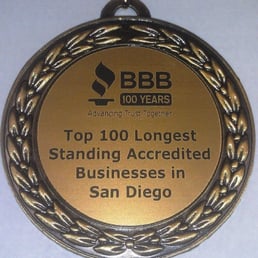 BBB
100 YEARS
Advancing Trust Together
Top 100 Longest
Standing Accredited
Businesses in
San Diego